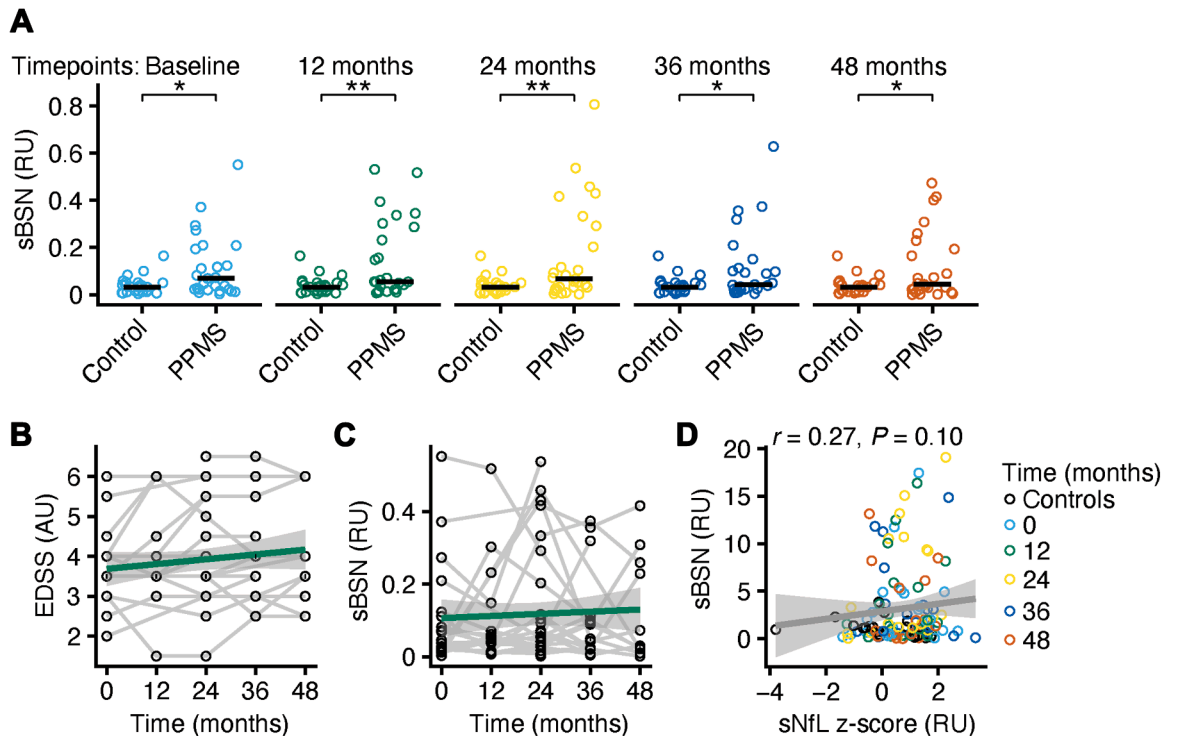 A
Timepoints: Baseline 12 months 24 months 36 months 48 months
* ** ** * *
sBSN (RU)
0.8
0.6
0.4
0.2
0
Control PPMS Control PPMS Control PPMS Control PPMS Control PPMS
B
EDSS (AU)
6
5
4
3
2
0 12 24 36 48
Time (months)
C
sBSN (RU)
0.4
0.2
0
0 12 24 36 48
Time (months)
D
r = 0.27, P = 0.10
sBSN (RU)
20
15
10
5
0
−4 −2 0 2
sNfL z-score (RU)
Time (months)
Controls
0
12
24
36
48